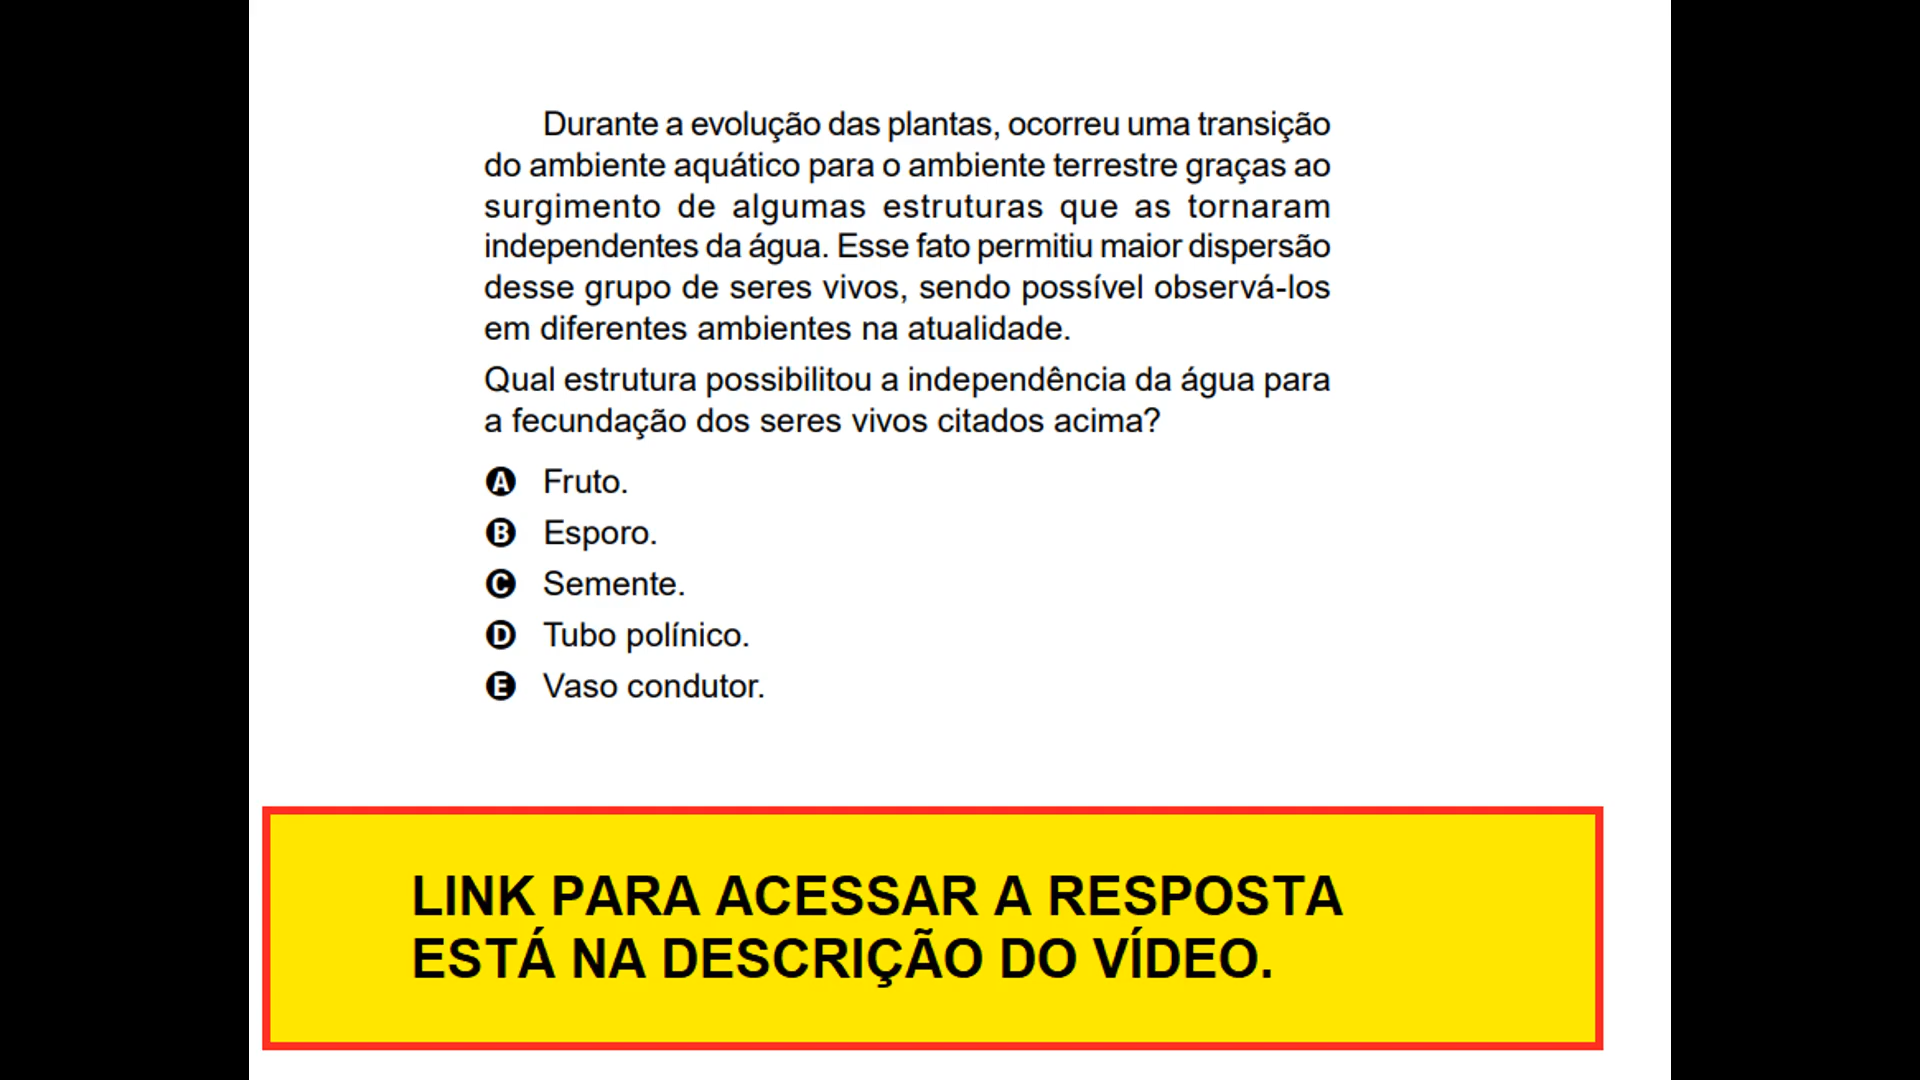 Durante a evolução das plantas, ocorreu uma transição
do ambiente aquático para o ambiente terrestre graças ao
surgimento de algumas estruturas que as tornaram
independentes da água. Esse fato permitiu maior dispersão
desse grupo de seres vivos, sendo possível observá-los
em diferentes ambientes na atualidade.
Qual estrutura possibilitou a independência da água para
a fecundação dos seres vivos citados acima?
A Fruto.
B Esporo.
C Semente.
D Tubo polínico.
E Vaso condutor.
LINK PARA ACESSAR A RESPOSTA
ESTÁ NA DESCRIÇÃO DO VÍDEO.